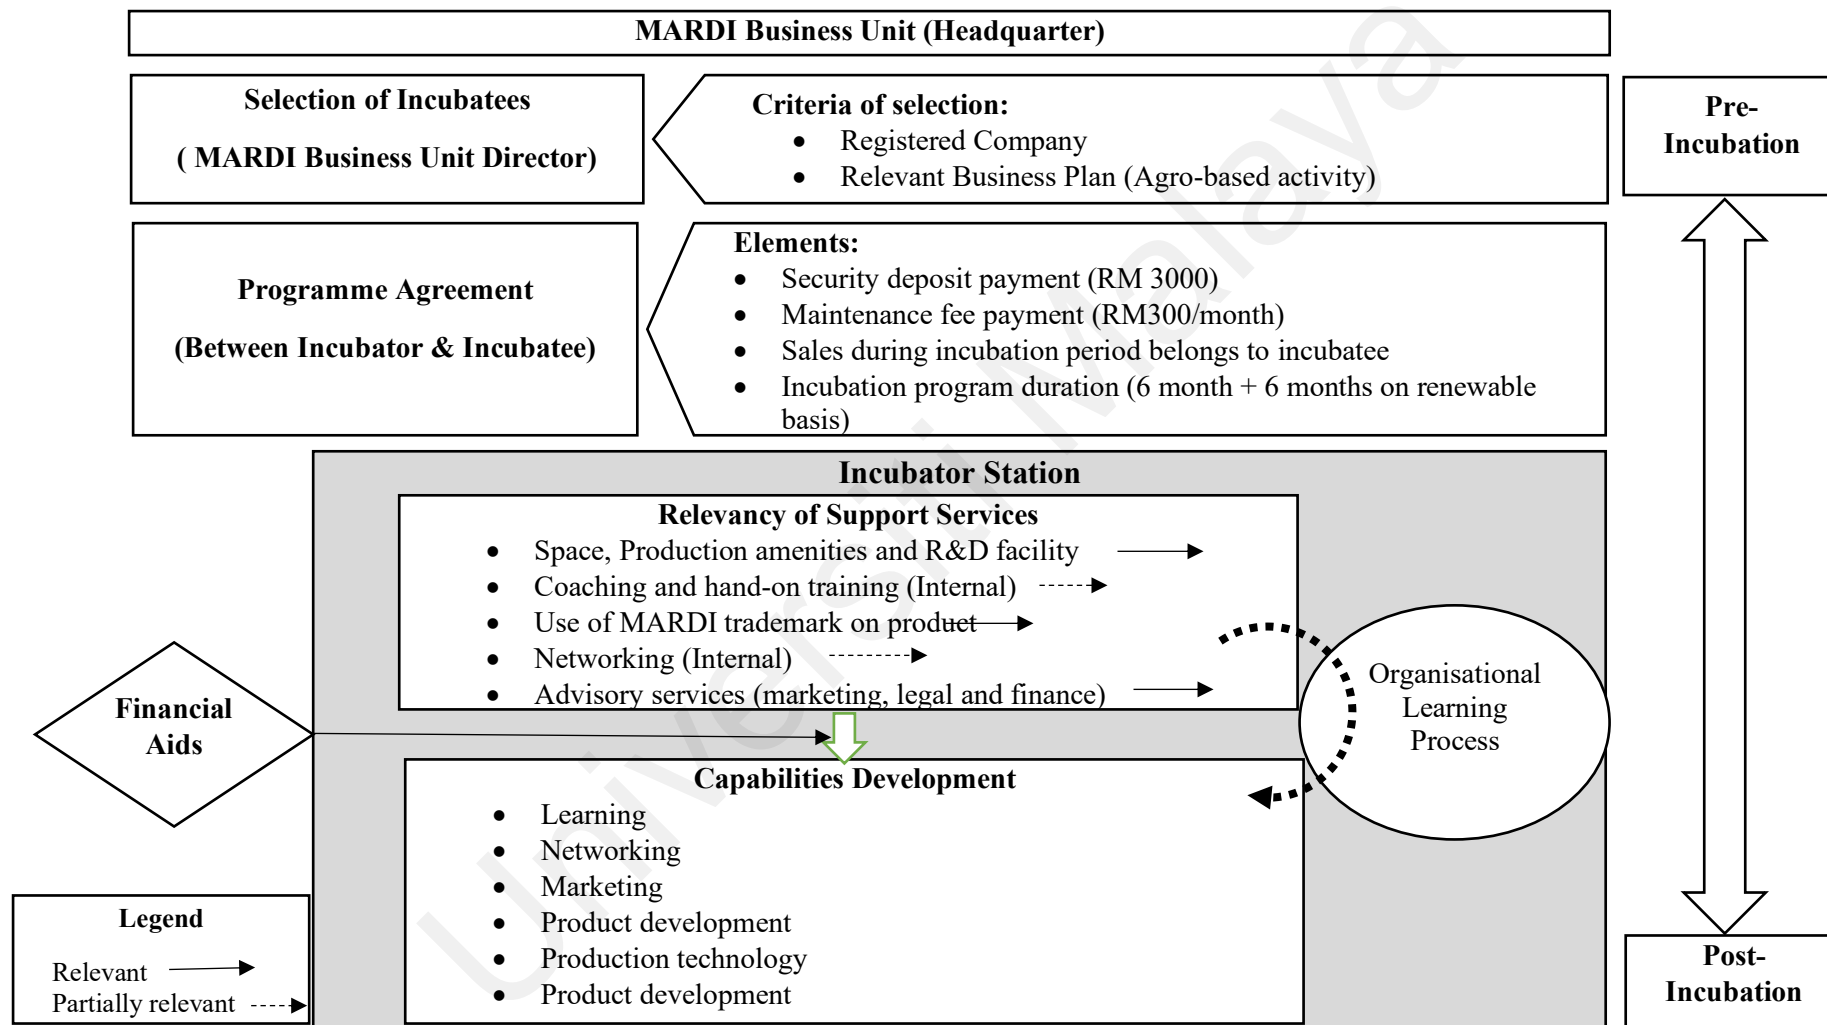 MARDI Business Unit (Headquarter)
Selection of Incubatees
( MARDI Business Unit Director)
Criteria of selection:
• Registered Company
• Relevant Business Plan (Agro-based activity)
Pre-
Incubation
Programme Agreement
(Between Incubator & Incubatee)
Elements:
• Security deposit payment (RM 3000)
• Maintenance fee payment (RM300/month)
• Sales during incubation period belongs to incubatee
• Incubation program duration (6 month + 6 months on renewable
basis)
Incubator Station
Relevancy of Support Services
• Space, Production amenities and R&D facility
• Coaching and hand-on training (Internal)
• Use of MARDI trademark on product
• Networking (Internal)
• Advisory services (marketing, legal and finance)
Organisational
Learning
Process
Financial
Aids
Capabilities Development
• Learning
• Networking
• Marketing
• Product development
• Production technology
• Product development
Legend
Relevant
Partially relevant
Post-
Incubation
Universiti Malaya